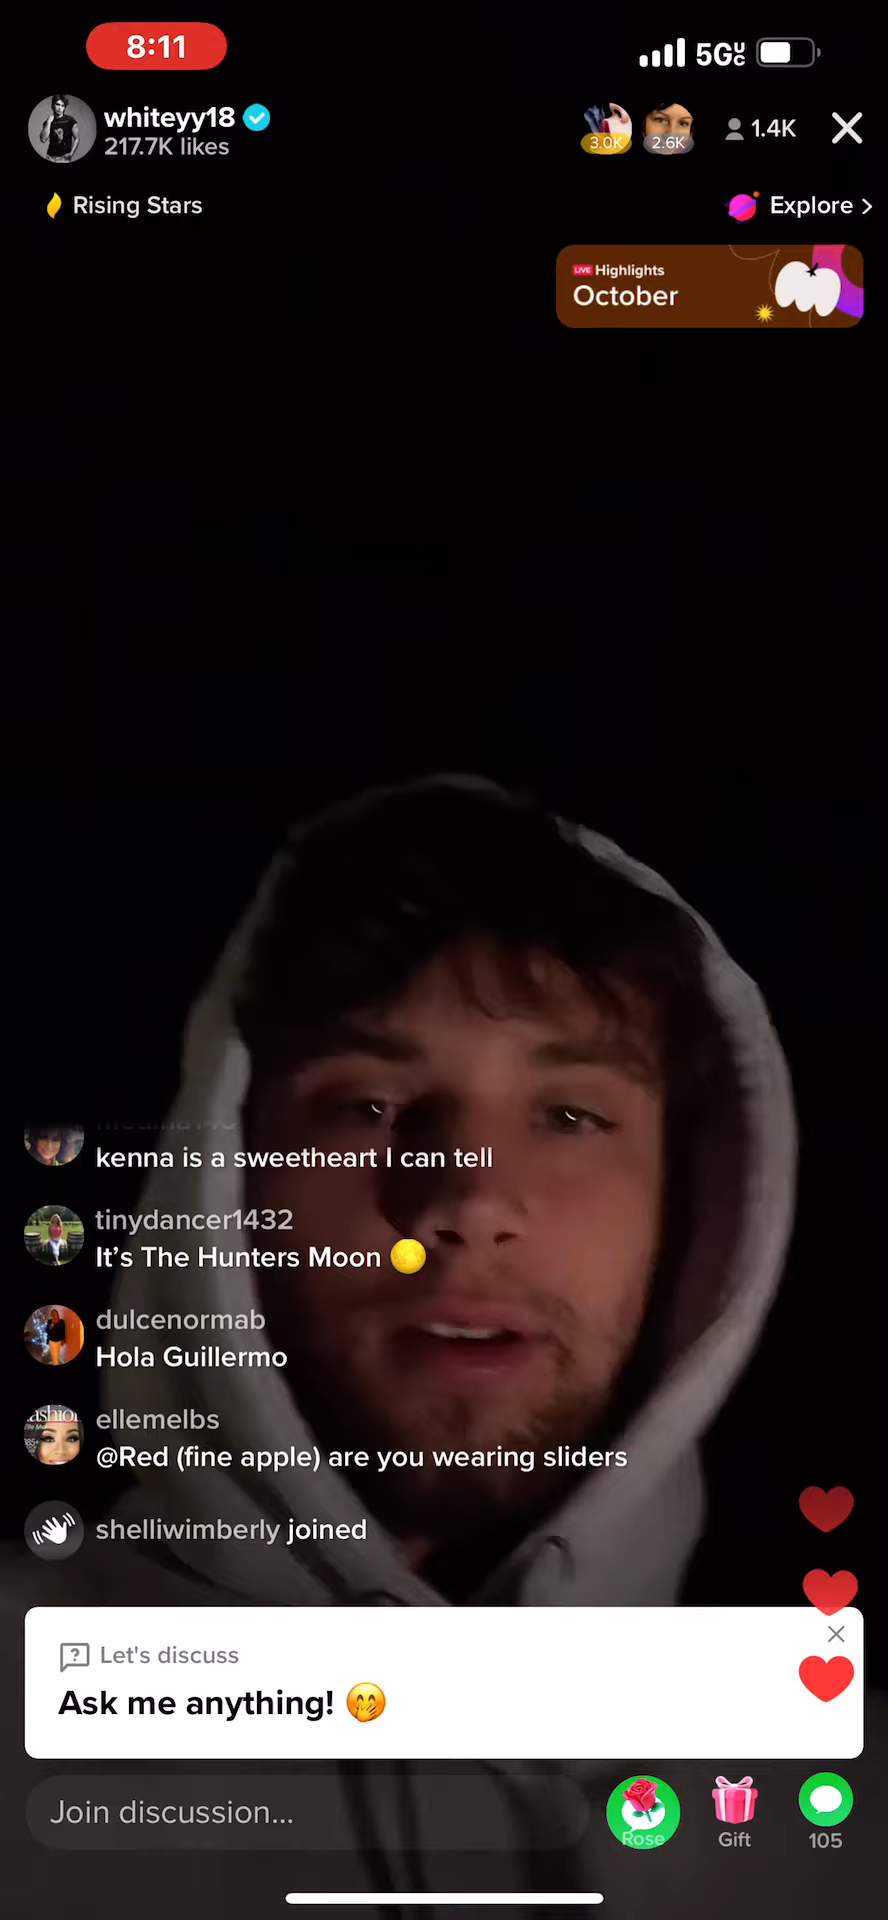 8:11
5G UC
whiteyy18
217.7K likes
3.0K
2.6K
1.4K
Rising Stars
Explore >
LIVE Highlights
October
kenna is a sweetheart I can tell
tinydancer1432
It's The Hunters Moon 🌕
dulcenormab
Hola Guillermo
ellemelbs
@Red (fine apple) are you wearing sliders
shelliwimberly joined
Let's discuss
Ask me anything! 🤭
Join discussion...
Rose
Gift
105